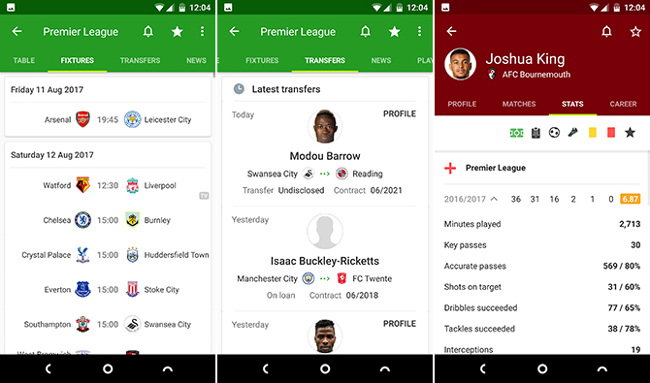 12:04
Premier League
TABLE FIXTURES TRANSFERS NEWS
Friday 11 Aug 2017
Arsenal 19:45 Leicester City
Saturday 12 Aug 2017
Watford 12:30 Liverpool
TV
Chelsea 15:00 Burnley
Crystal Palace 15:00 Huddersfield Town
Everton 15:00 Stoke City
Southampton 15:00 Swansea City
12:04
Premier League
FIXTURES TRANSFERS NEWS PLAY
Latest transfers
Today PROFILE
Modou Barrow
Swansea City Reading
Transfer Undisclosed Contract 06/2021
Yesterday
Isaac Buckley-Ricketts
Manchester City FC Twente
On loan Contract 06/2018
Yesterday PROFILE
12:04
Joshua King
AFC Bournemouth
PROFILE MATCHES STATS CAREER
Premier League
2016/2017 36 31 16 2 1 0 6.87
Minutes played 2,713
Key passes 30
Accurate passes 569 / 80%
Shots on target 31 / 60%
Dribbles succeeded 77 / 65%
Tackles succeeded 38 / 78%
Interceptions 19